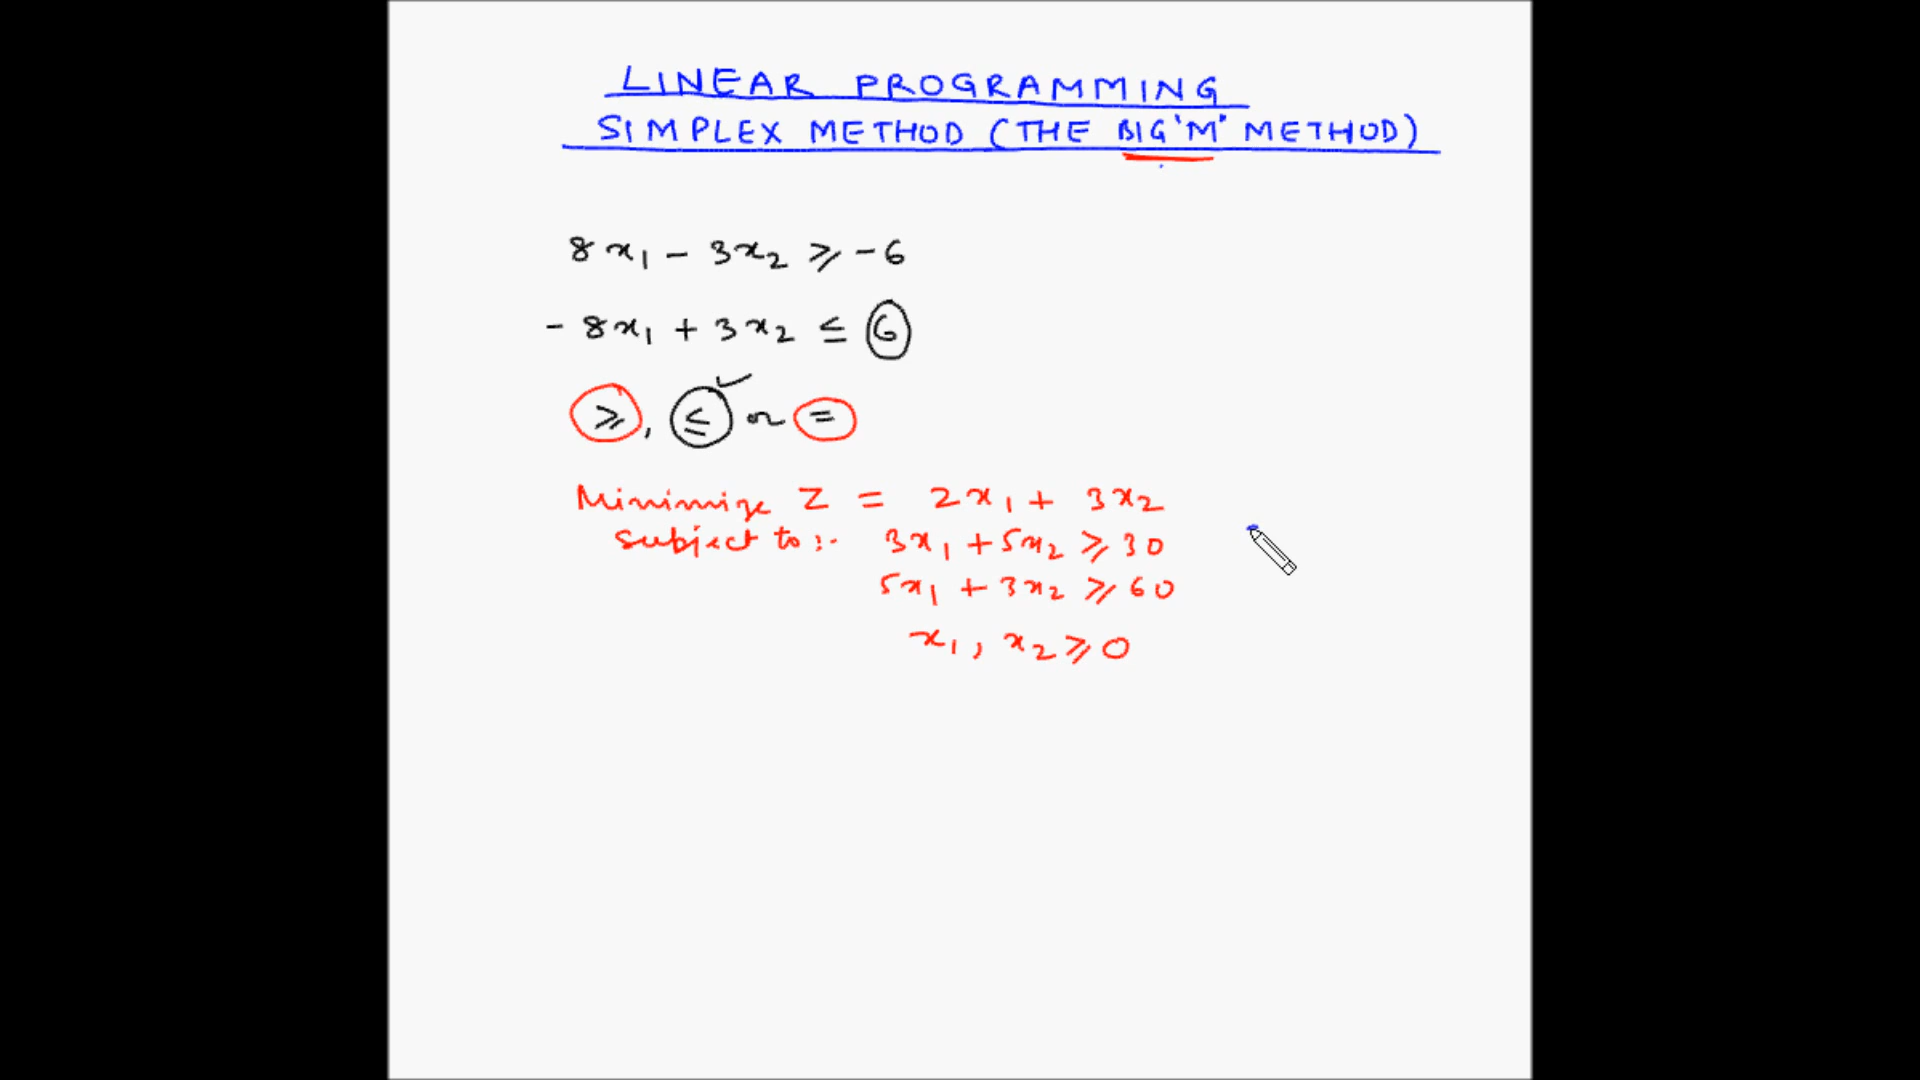 LINEAR PROGRAMMING
SIMPLEX METHOD (THE BIG 'M' METHOD)
8x₁ - 3x₂ ⩾ -6
- 8x₁ + 3x₂ ≤ 6
⩾, ≤ or =
Minimize Z = 2x₁ + 3x₂
Subject to :- 3x₁ + 5x₂ ⩾ 30
5x₁ + 3x₂ ⩾ 60
x₁, x₂ ⩾ 0